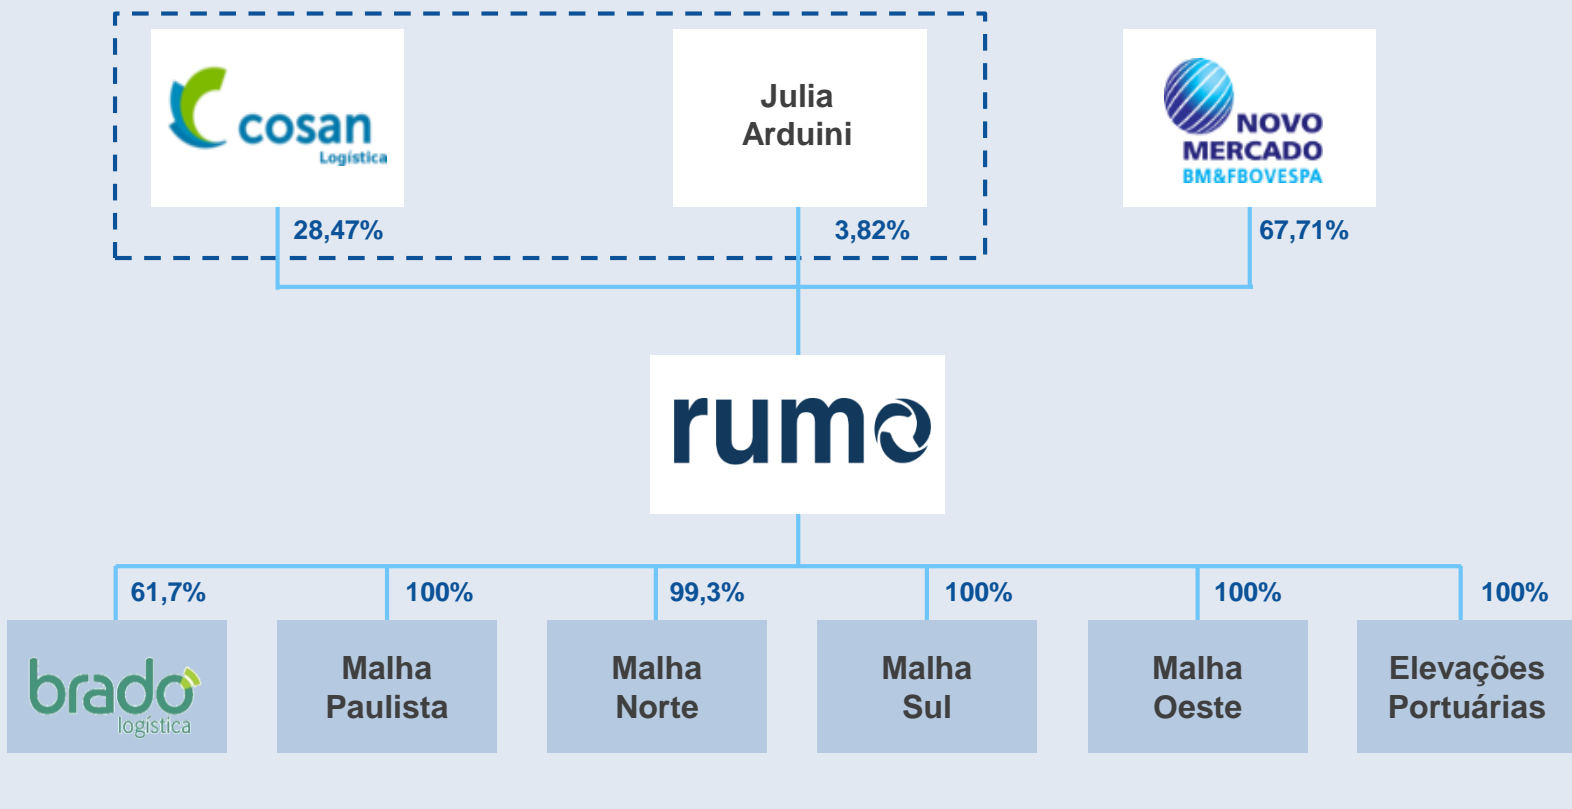 cosan
Logística
Julia
Arduini
NOVO
MERCADO
BM&FBOVESPA
28,47%
3,82%
67,71%
rumo
61,7%
100%
99,3%
100%
100%
100%
brado
logística
Malha
Paulista
Malha
Norte
Malha
Sul
Malha
Oeste
Elevações
Portuárias